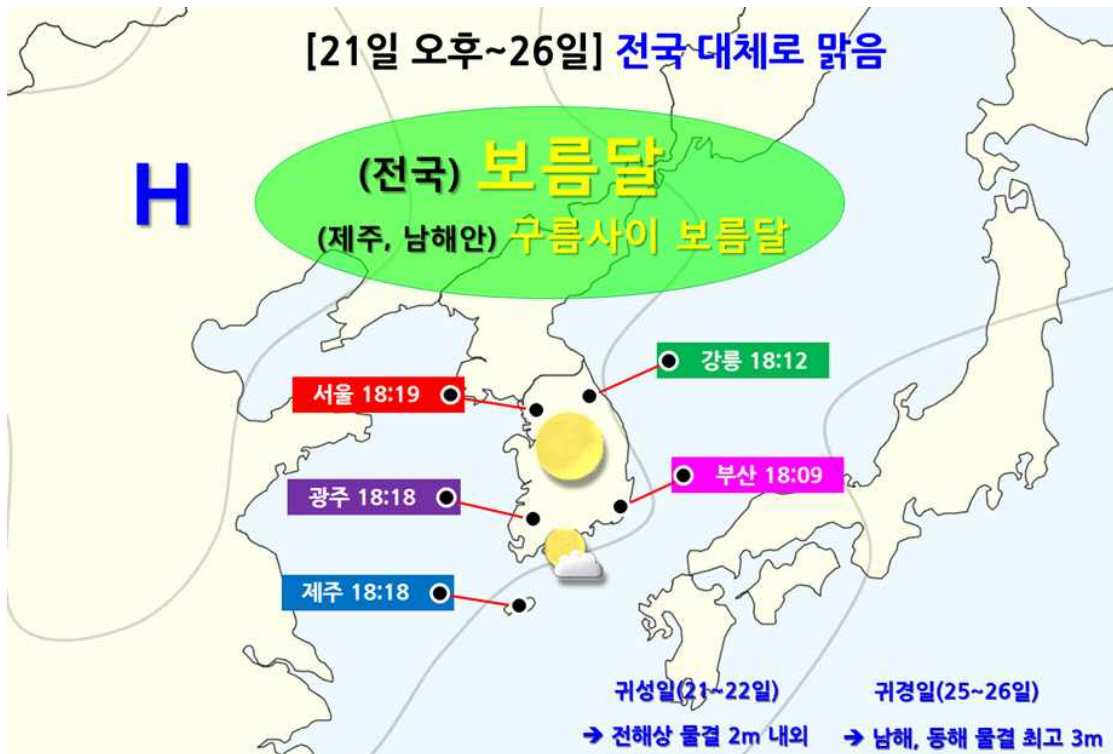 [21일 오후~26일] 전국 대체로 맑음
H
(전국) 보름달
(제주, 남해안) 구름사이 보름달
강릉 18:12
서울 18:19
부산 18:09
광주 18:18
제주 18:18
귀성일(21~22일)
➔ 전해상 물결 2m 내외
귀경일(25~26일)
➔ 남해, 동해 물결 최고 3m